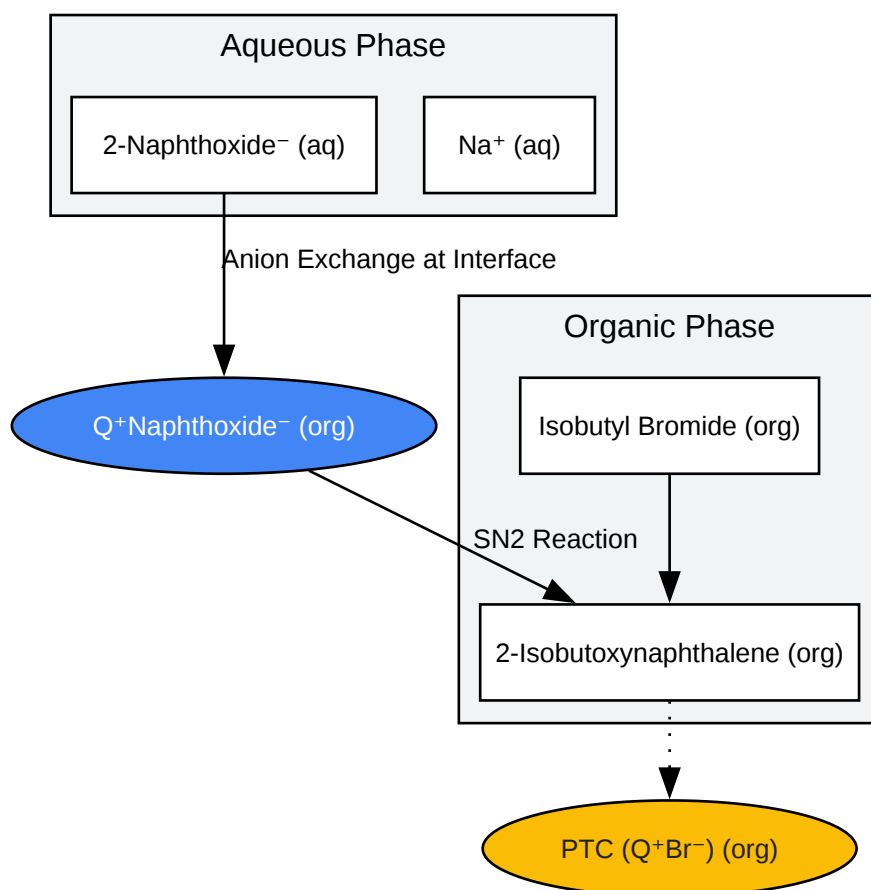 Aqueous Phase
2-Naphthoxide⁻ (aq)
Na⁺ (aq)
Anion Exchange at Interface
Organic Phase
Q⁺Naphthoxide⁻ (org)
Isobutyl Bromide (org)
SN2 Reaction
2-Isobutoxynaphthalene (org)
PTC (Q⁺Br⁻) (org)